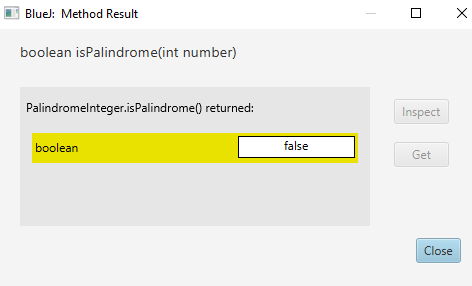 BlueJ: Method Result
boolean isPalindrome(int number)
PalindromeInteger.isPalindrome() returned:
boolean false
Inspect
Get
Close